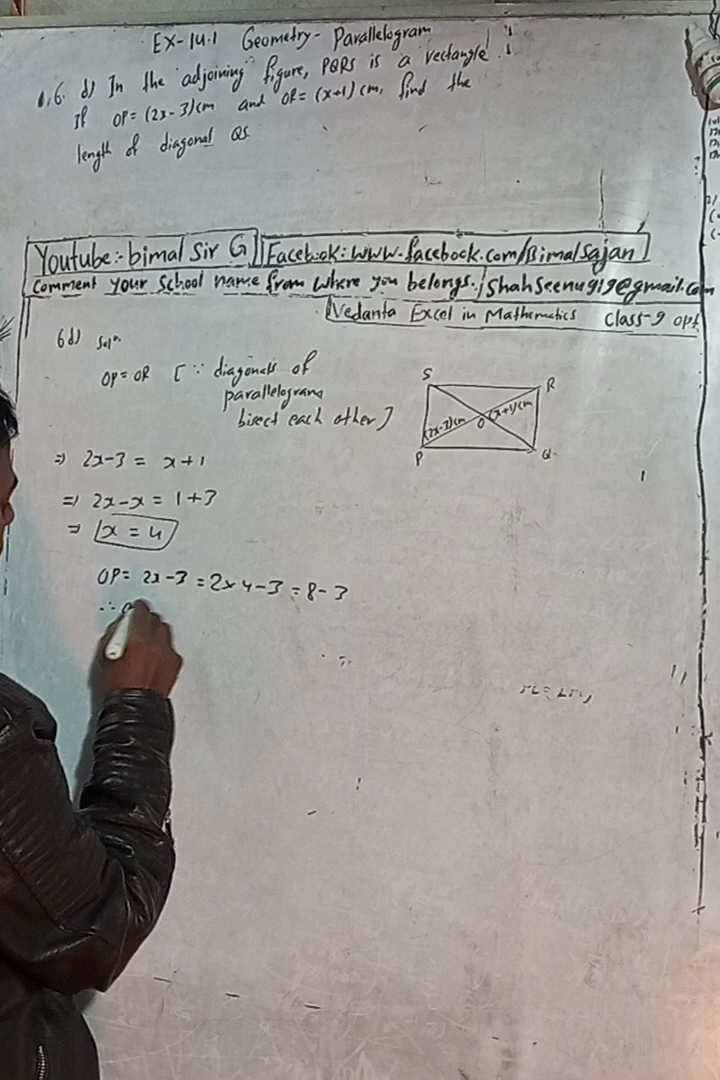 Ex-14.1 Geometry- Parallelogram
6. d) In the adjoining figure, PQRS is a rectangle.
If OP=(2x-3)cm and OR=(x+1)cm, find the
length of diagonal QS.
Youtube:- bimal Sir G Facebook: www.facebook.com/Bimalsajan
Comment your School name from where you belongs. / Shahseenu919@gmail.com
Vedanta Excel in Mathematics Class-9 opt
6d) Solⁿ.
OP = OR [∵ diagonals of
parallelogram
bisect each other]
S
R
(2x-3)cm O (x+1)cm
P
Q
⇒ 2x-3 = x+1
⇒ 2x-x = 1+3
⇒ x = 4
OP= 2x-3 = 2x4-3 = 8-3
∴